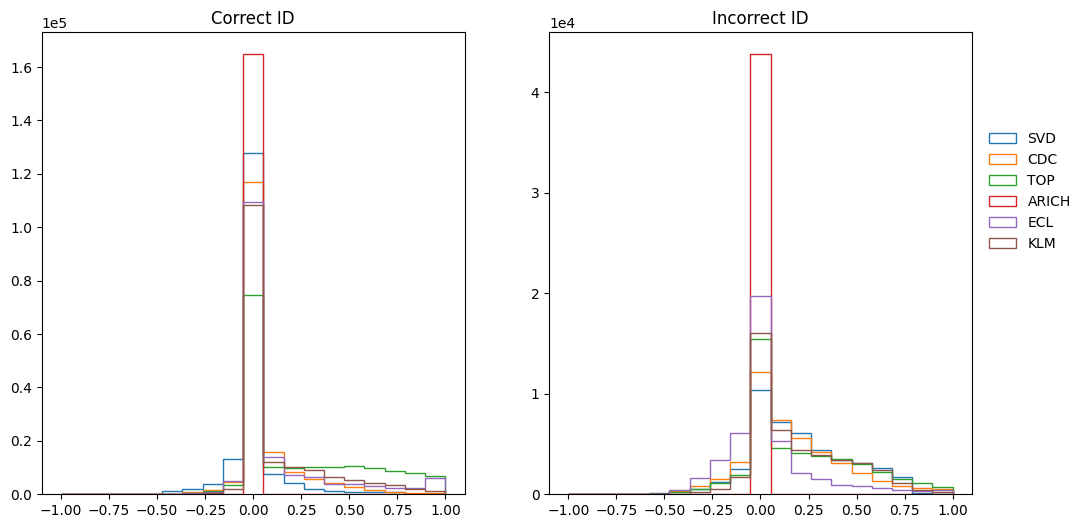 Correct ID
1e5
1.6
1.4
1.2
1.0
0.8
0.6
0.4
0.2
0.0
−1.00 −0.75 −0.50 −0.25 0.00 0.25 0.50 0.75 1.00
Incorrect ID
1e4
4
3
2
1
0
−1.00 −0.75 −0.50 −0.25 0.00 0.25 0.50 0.75 1.00
SVD
CDC
TOP
ARICH
ECL
KLM